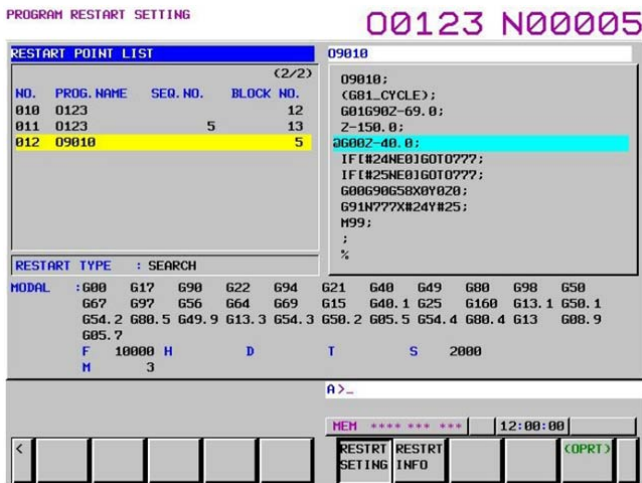 PROGRAM RESTART SETTING
O0123 N00005
RESTART POINT LIST
(2/2)
NO. PROG.NAME SEQ.NO. BLOCK NO.
010 O123 12
011 O123 5 13
012 O9010 5
O9010
O9010;
(G81_CYCLE);
G01G90Z-69.0;
Z-150.0;
@G00Z-40.0;
IF[#24NE0]GOTO777;
IF[#25NE0]GOTO777;
G00G90G58X0Y0Z0;
G91N777X#24Y#25;
M99;
;
%
RESTART TYPE : SEARCH
MODAL :G00 G17 G90 G22 G94 G21 G40 G49 G80 G98 G50
G67 G97 G56 G64 G69 G15 G40.1 G25 G160 G13.1 G50.1
G54.2 G80.5 G49.9 G13.3 G54.3 G50.2 G05.5 G54.4 G80.4 G13 G08.9
G05.7
F 10000 H D T S 2000
M 3
A>_
MEM **** *** *** 12:00:00
< RESTRT SETING RESTRT INFO (OPRT)